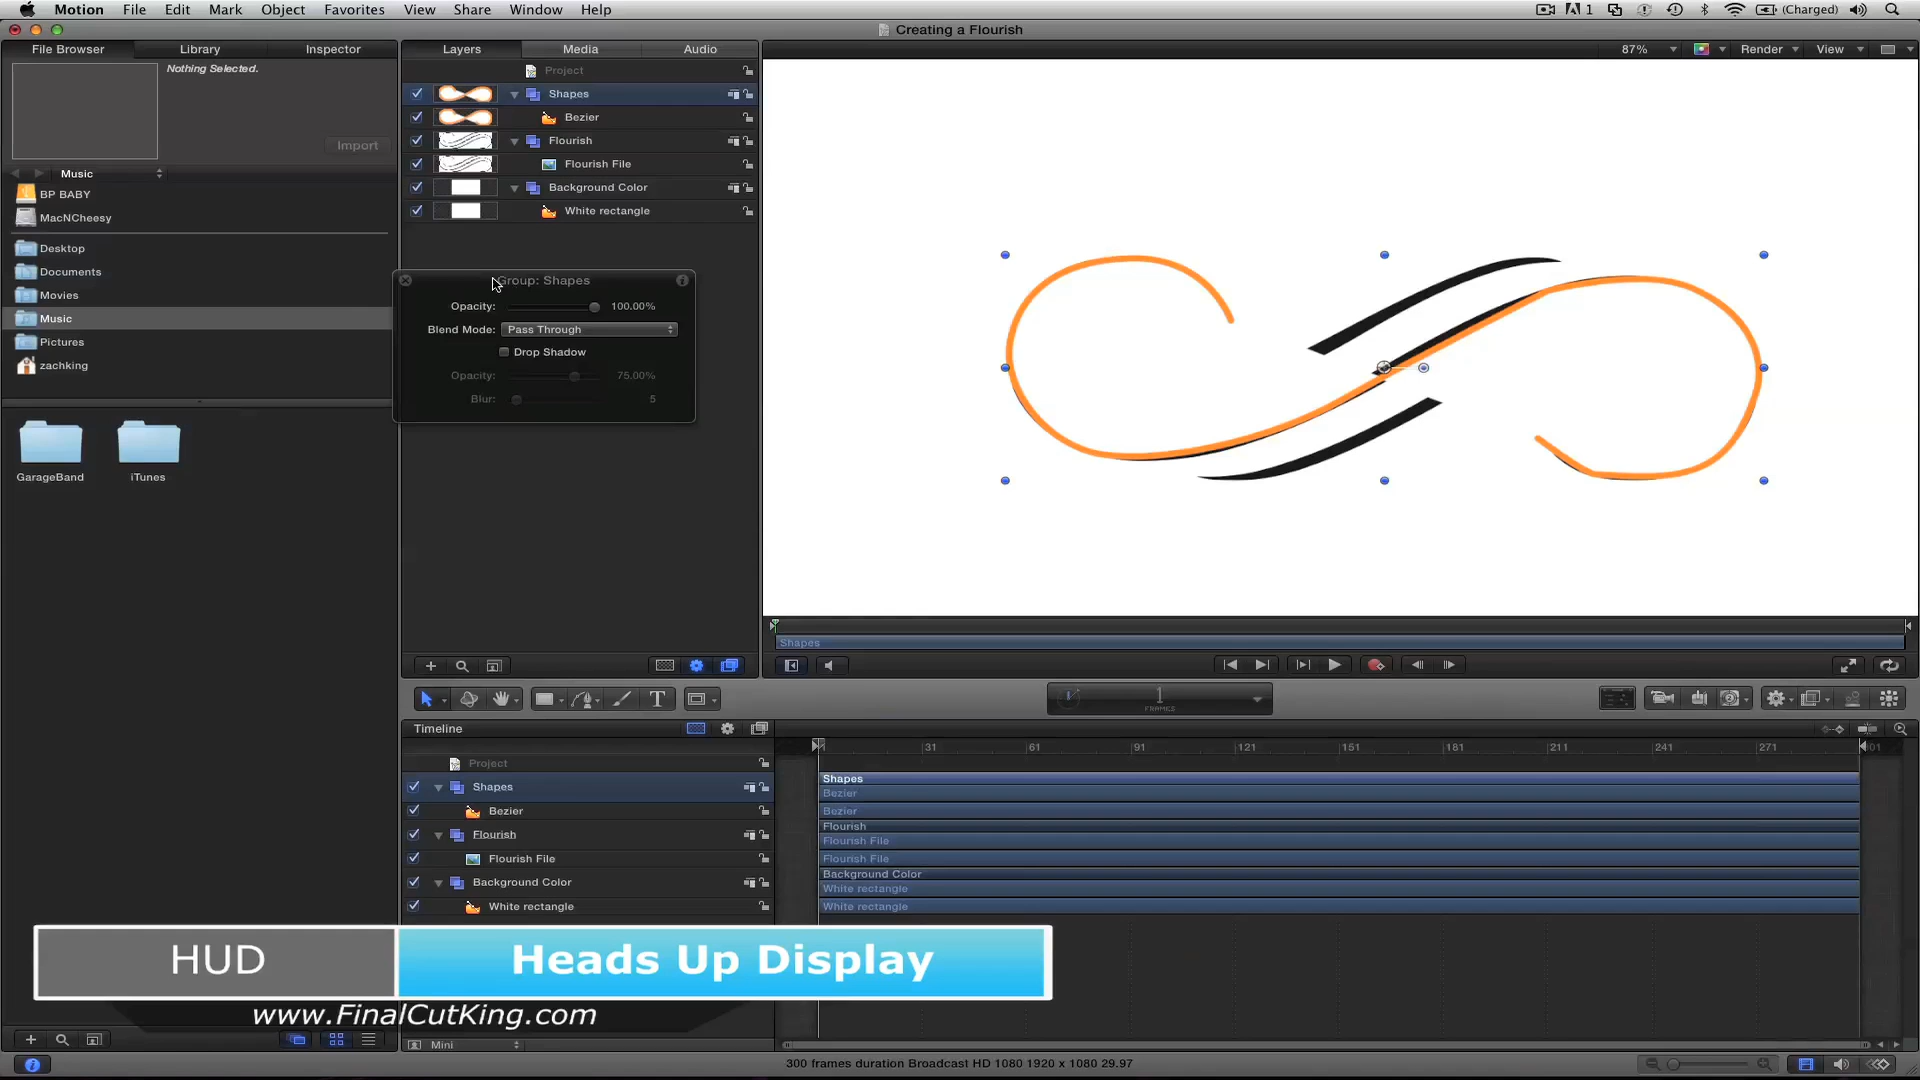 Motion File Edit Mark Object Favorites View Share Window Help
1 (Charged)
Creating a Flourish
File Browser Library Inspector
Layers Media Audio
87% Render View
Nothing Selected.
Import
Music
BP BABY
MacNCheesy
Desktop
Documents
Movies
Music
Pictures
zachking
GarageBand iTunes
Project
Shapes
Bezier
Flourish
Flourish File
Background Color
White rectangle
Group: Shapes
Opacity: 100.00%
Blend Mode: Pass Through
Drop Shadow
Opacity: 75.00%
Blur: 5
Shapes
T
1
FRAMES
Timeline
31 61 91 121 151 181 211 241 271 301
Project
Shapes
Bezier
Flourish
Flourish File
Background Color
White rectangle
Shapes
Bezier
Bezier
Flourish
Flourish File
Flourish File
Background Color
White rectangle
White rectangle
HUD Heads Up Display
www.FinalCutKing.com
Mini
300 frames duration Broadcast HD 1080 1920 x 1080 29.97